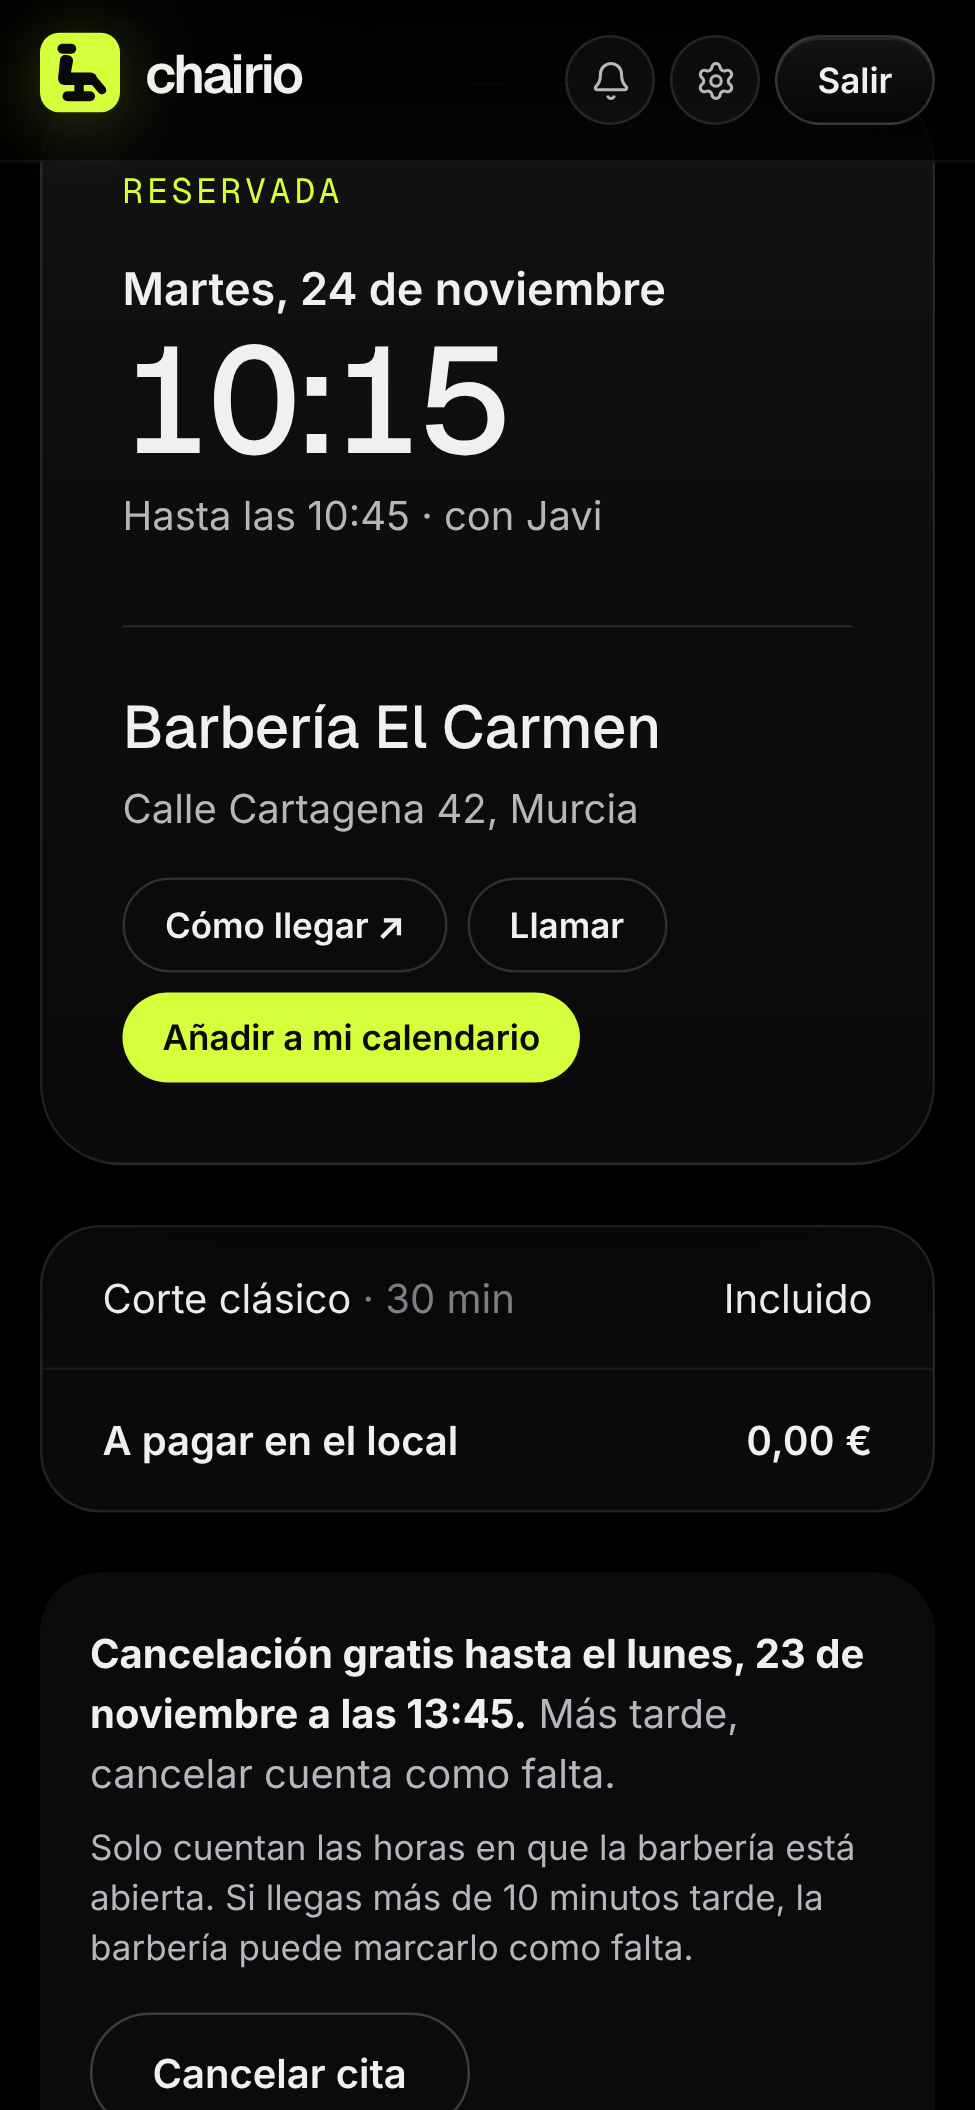 chairio
Salir
RESERVADA
Martes, 24 de noviembre
10:15
Hasta las 10:45 · con Javi
Barbería El Carmen
Calle Cartagena 42, Murcia
Cómo llegar ↗
Llamar
Añadir a mi calendario
Corte clásico · 30 min
Incluido
A pagar en el local
0,00 €
Cancelación gratis hasta el lunes, 23 de
noviembre a las 13:45. Más tarde,
cancelar cuenta como falta.
Solo cuentan las horas en que la barbería está
abierta. Si llegas más de 10 minutos tarde, la
barbería puede marcarlo como falta.
Cancelar cita